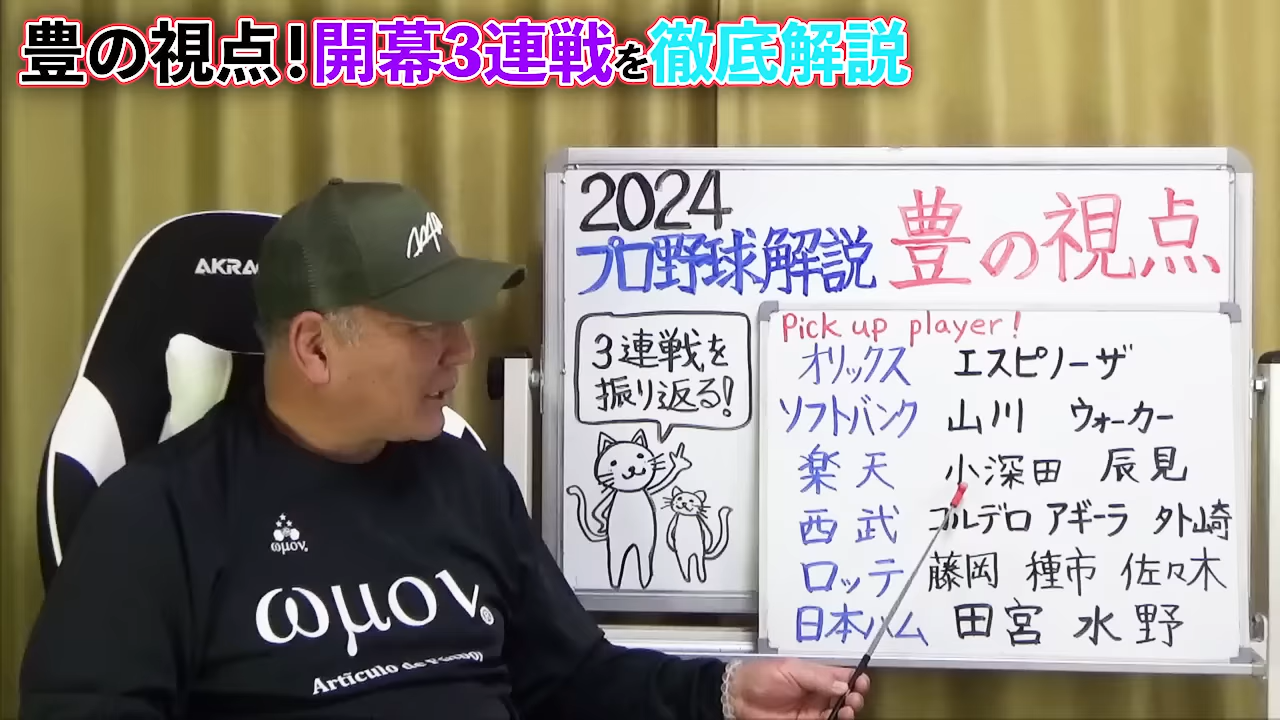 豊の視点!開幕3連戦を徹底解説
AKRA
2024
プロ野球解説 豊の視点
3連戦を
振り返る!
Pick up player!
オリックス エスピノーザ
ソフトバンク 山川 ウォーカー
楽天 小深田 辰見
西武 コルデロ アギーラ 外崎
ロッテ 藤岡 種市 佐々木
日本ハム 田宮 水野
ωμον
ωμον®
Artículo de